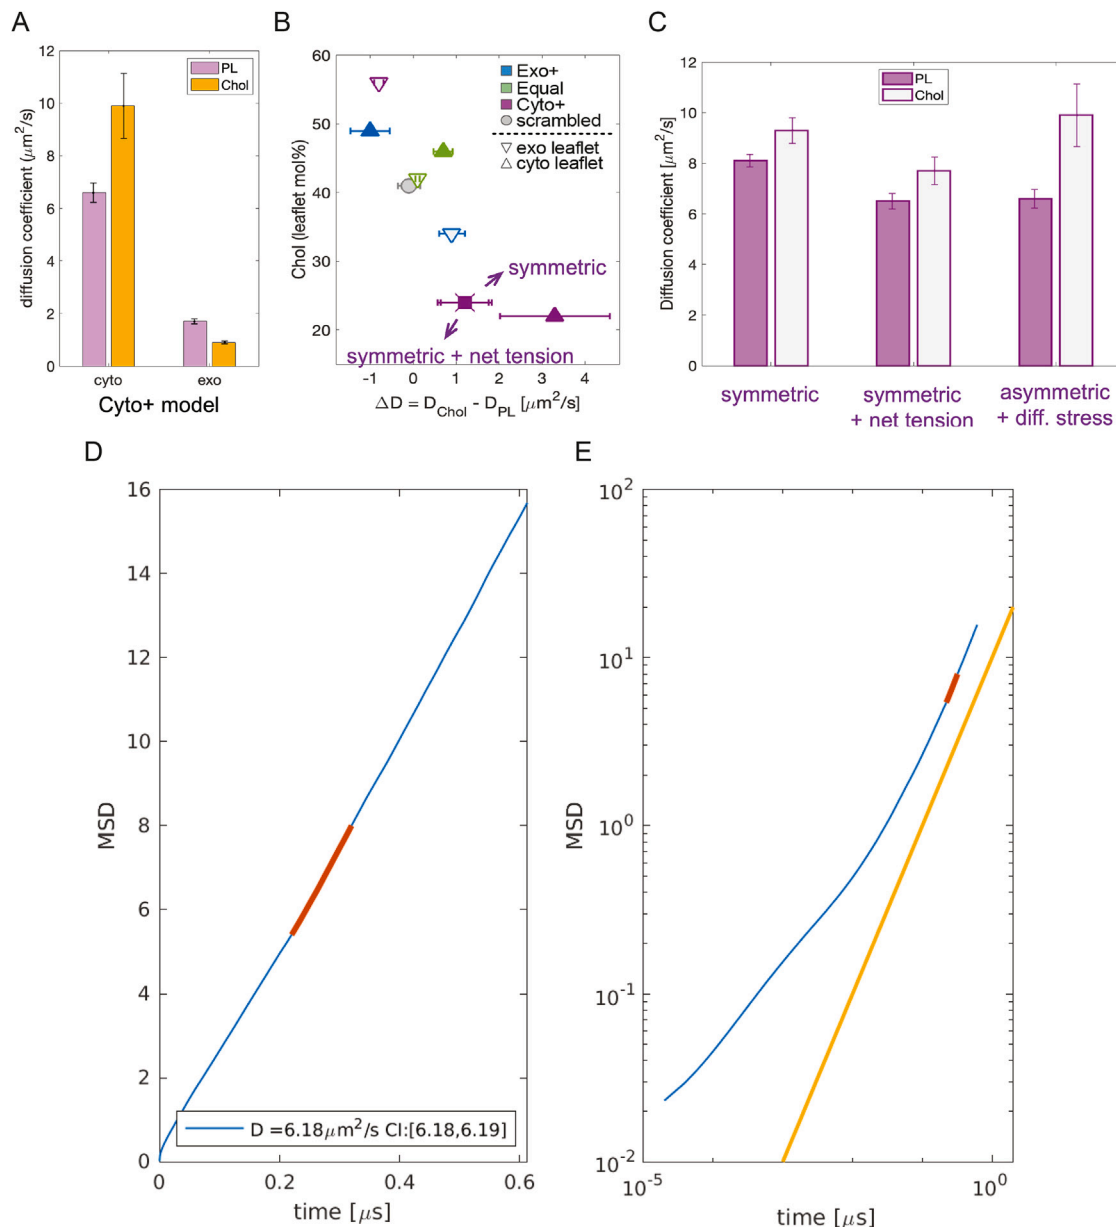 A
diffusion coefficient (μm²/s)
12
10
8
6
4
2
0
PL
Chol
cyto
exo
Cyto+ model
B
Chol (leaflet mol%)
60
50
40
30
20
Exo+
Equal
Cyto+
scrambled
exo leaflet
cyto leaflet
symmetric
symmetric + net tension
-1
0
1
2
3
4
ΔD = D_Chol - D_PL [μm²/s]
C
Diffusion coefficient [μm²/s]
12
10
8
6
4
2
0
PL
Chol
symmetric
symmetric
+ net tension
asymmetric
+ diff. stress
D
MSD
16
14
12
10
8
6
4
2
0
D =6.18μm²/s CI:[6.18,6.19]
0
0.2
0.4
0.6
time [μs]
E
MSD
10²
10¹
10⁰
10⁻¹
10⁻²
10⁻⁵
10⁰
time [μs]